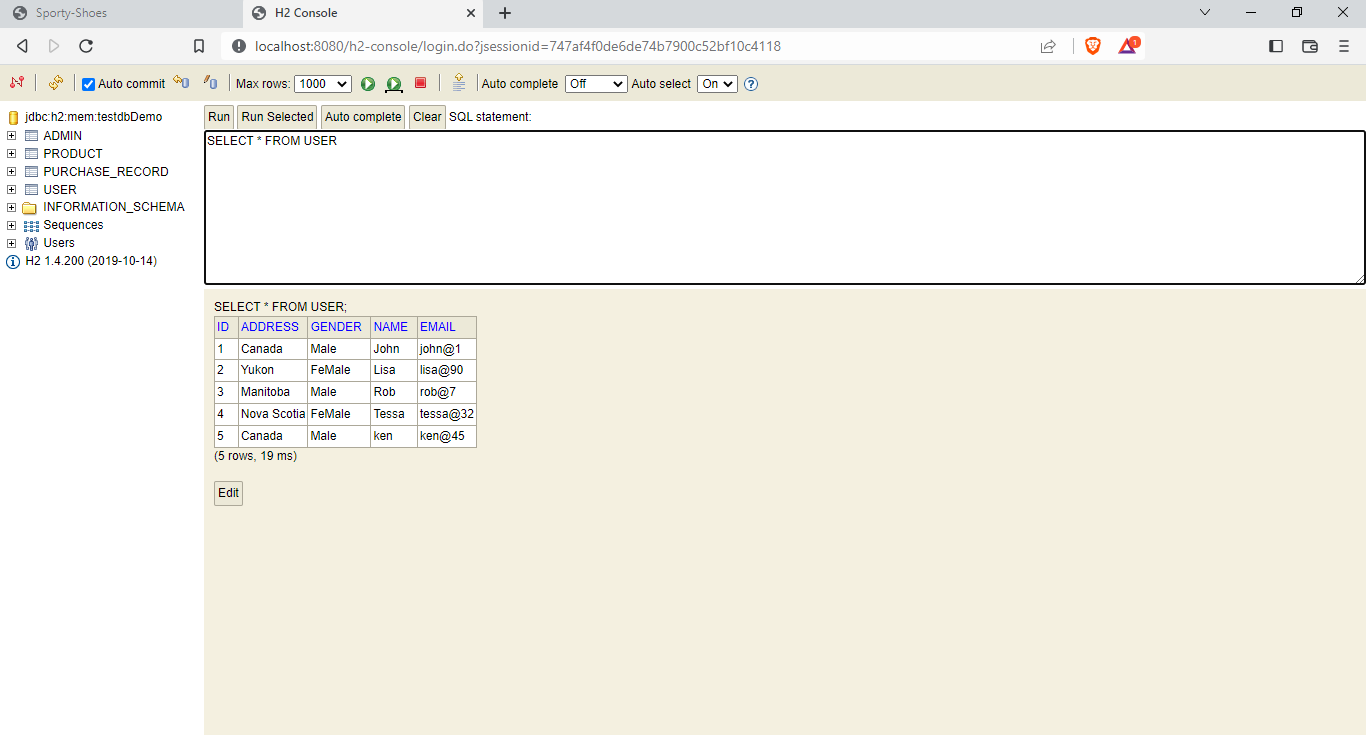 Sporty-Shoes
H2 Console
localhost:8080/h2-console/login.do?jsessionid=747af4f0de6de74b7900c52bf10c4118
1
Auto commit
Max rows: 1000
Auto complete Off
Auto select On
?
jdbc:h2:mem:testdbDemo
ADMIN
PRODUCT
PURCHASE_RECORD
USER
INFORMATION_SCHEMA
Sequences
Users
H2 1.4.200 (2019-10-14)
Run Run Selected Auto complete Clear SQL statement:
SELECT * FROM USER
SELECT * FROM USER;
ID ADDRESS GENDER NAME EMAIL
1 Canada Male John john@1
2 Yukon FeMale Lisa lisa@90
3 Manitoba Male Rob rob@7
4 Nova Scotia FeMale Tessa tessa@32
5 Canada Male ken ken@45
(5 rows, 19 ms)
Edit